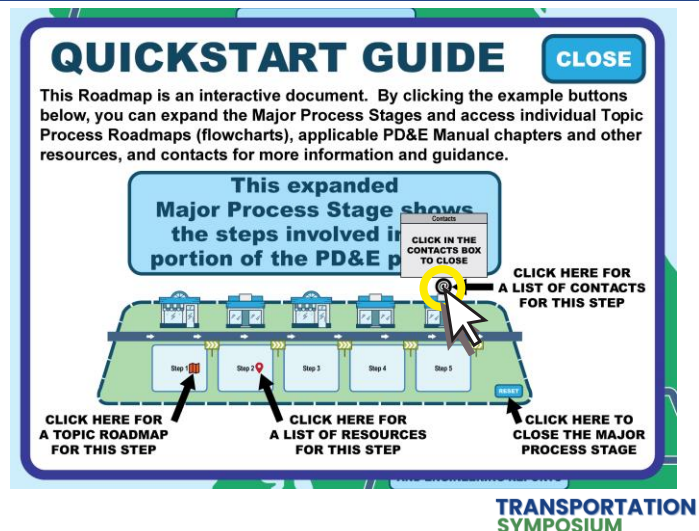 QUICKSTART GUIDE
CLOSE
This Roadmap is an interactive document. By clicking the example buttons
below, you can expand the Major Process Stages and access individual Topic
Process Roadmaps (flowcharts), applicable PD&E Manual chapters and other
resources, and contacts for more information and guidance.
This expanded
Major Process Stage shows
the steps involved in
portion of the PD&E p
Contacts
CLICK IN THE
CONTACTS BOX
TO CLOSE
CLICK HERE FOR
A LIST OF CONTACTS
FOR THIS STEP
Step 1
Step 2
Step 3
Step 4
Step 5
RESET
CLICK HERE FOR
A TOPIC ROADMAP
FOR THIS STEP
CLICK HERE FOR
A LIST OF RESOURCES
FOR THIS STEP
CLICK HERE TO
CLOSE THE MAJOR
PROCESS STAGE
AND ENGINEERING REPORTS
TRANSPORTATION
SYMPOSIUM